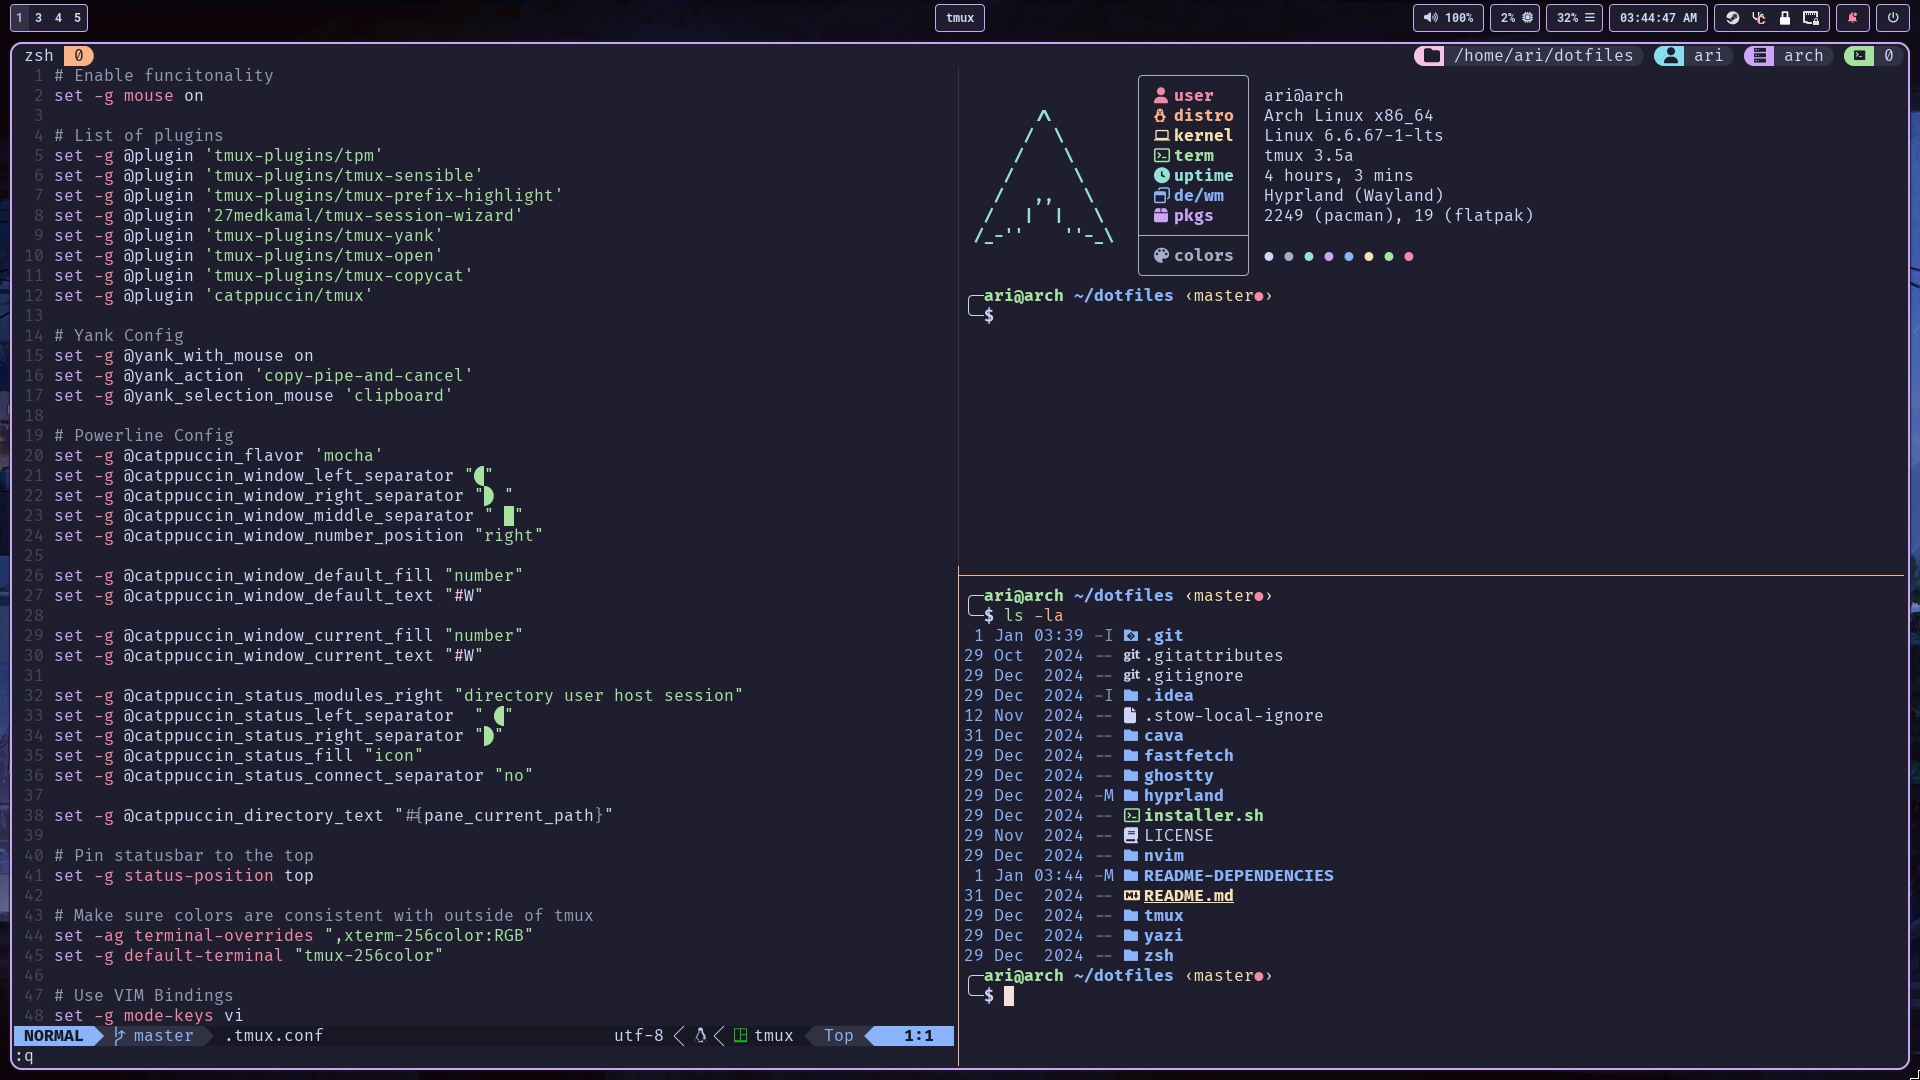 1 3 4 5
tmux
100%
2%
32%
03:44:47 AM
zsh 0
/home/ari/dotfiles
ari
arch
0
1 # Enable funcitonality
2 set -g mouse on
3
4 # List of plugins
5 set -g @plugin 'tmux-plugins/tpm'
6 set -g @plugin 'tmux-plugins/tmux-sensible'
7 set -g @plugin 'tmux-plugins/tmux-prefix-highlight'
8 set -g @plugin '27medkamal/tmux-session-wizard'
9 set -g @plugin 'tmux-plugins/tmux-yank'
10 set -g @plugin 'tmux-plugins/tmux-open'
11 set -g @plugin 'tmux-plugins/tmux-copycat'
12 set -g @plugin 'catppuccin/tmux'
13
14 # Yank Config
15 set -g @yank_with_mouse on
16 set -g @yank_action 'copy-pipe-and-cancel'
17 set -g @yank_selection_mouse 'clipboard'
18
19 # Powerline Config
20 set -g @catppuccin_flavor 'mocha'
21 set -g @catppuccin_window_left_separator ""
22 set -g @catppuccin_window_right_separator " "
23 set -g @catppuccin_window_middle_separator " █"
24 set -g @catppuccin_window_number_position "right"
25
26 set -g @catppuccin_window_default_fill "number"
27 set -g @catppuccin_window_default_text "#W"
28
29 set -g @catppuccin_window_current_fill "number"
30 set -g @catppuccin_window_current_text "#W"
31
32 set -g @catppuccin_status_modules_right "directory user host session"
33 set -g @catppuccin_status_left_separator  " "
34 set -g @catppuccin_status_right_separator ""
35 set -g @catppuccin_status_fill "icon"
36 set -g @catppuccin_status_connect_separator "no"
37
38 set -g @catppuccin_directory_text "#{pane_current_path}"
39
40 # Pin statusbar to the top
41 set -g status-position top
42
43 # Make sure colors are consistent with outside of tmux
44 set -ag terminal-overrides ",xterm-256color:RGB"
45 set -g default-terminal "tmux-256color"
46
47 # Use VIM Bindings
48 set -g mode-keys vi
NORMAL master .tmux.conf utf-8 tmux Top 1:1
:q
user ari@arch
distro Arch Linux x86_64
kernel Linux 6.6.67-1-lts
term tmux 3.5a
uptime 4 hours, 3 mins
de/wm Hyprland (Wayland)
pkgs 2249 (pacman), 19 (flatpak)
colors
ari@arch ~/dotfiles ‹master●›
$
ari@arch ~/dotfiles ‹master●›
$ ls -la
1 Jan 03:39 -I .git
29 Oct 2024 -- git .gitattributes
29 Dec 2024 -- git .gitignore
29 Dec 2024 -I .idea
12 Nov 2024 -- .stow-local-ignore
31 Dec 2024 -- cava
29 Dec 2024 -- fastfetch
29 Dec 2024 -- ghostty
29 Dec 2024 -M hyprland
29 Dec 2024 -- installer.sh
29 Nov 2024 -- LICENSE
29 Dec 2024 -- nvim
1 Jan 03:44 -M README-DEPENDENCIES
31 Dec 2024 -- README.md
29 Dec 2024 -- tmux
29 Dec 2024 -- yazi
29 Dec 2024 -- zsh
ari@arch ~/dotfiles ‹master●›
$